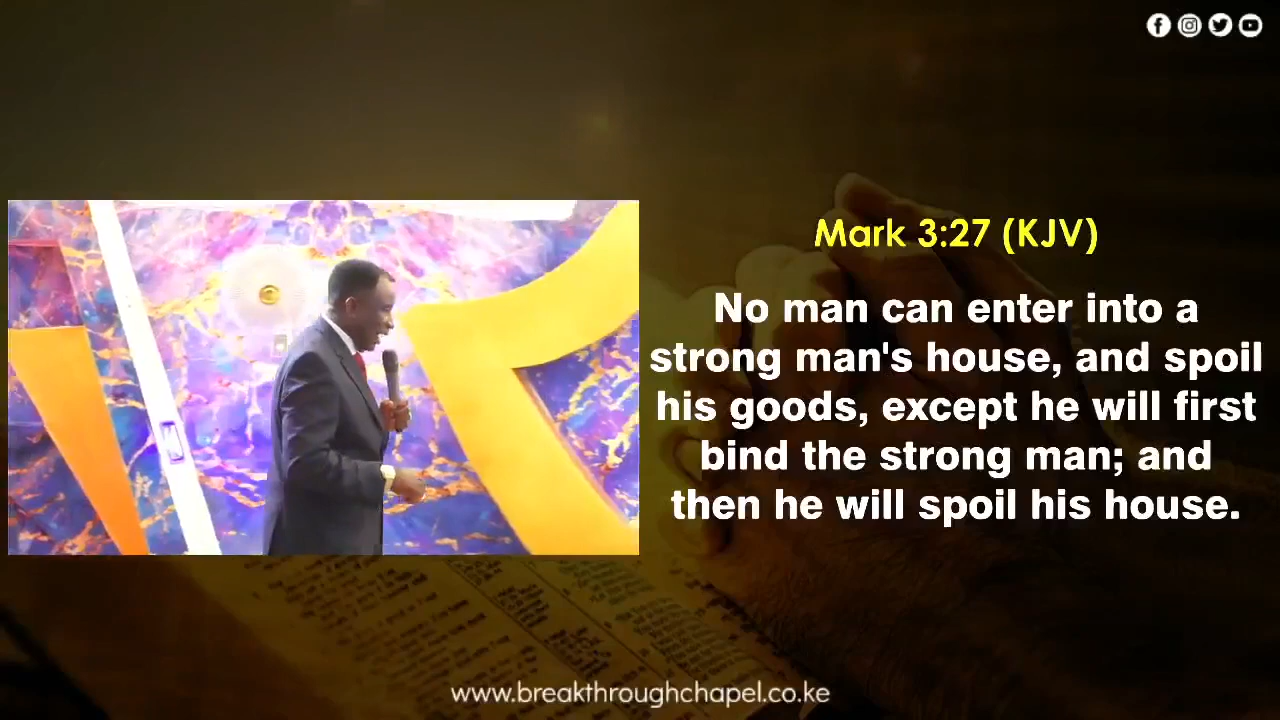 Mark 3:27 (KJV)
No man can enter into a
strong man's house, and spoil
his goods, except he will first
bind the strong man; and
then he will spoil his house.
www.breakthroughchapel.co.ke